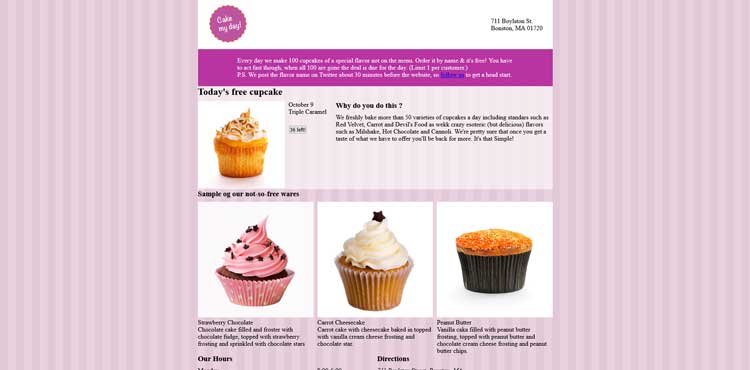 Cake
my day!
711 Boylston St.
Bonston, MA 01720
Every day we make 100 cupcakes of a special flavor not on the menu. Order it by name & it's free! You have
to act fast though, when all 100 are gone the deal is due for the day. (Limit 1 per customer.)
P.S. We post the flavor name on Twitter about 30 minutes before the website, so follow us to get a head start.
Today's free cupcake
October 9
Triple Caramel
36 left!
Why do you do this ?
We freshly bake more than 50 varieties of cupcakes a day including standars such as
Red Velvet, Carrot and Devil's Food as wekk crazy esoteric (but delicious) flavors
such as Milshake, Hot Chocolate and Cannoli. We're pretty sure that once you get a
taste of what we have to offer you'll be back for more. It's that Simple!
Sample og our not-so-free wares
Strawberry Chocolate
Chocolate cake filled and froster with
chocolate fudge, topped with strawberry
frosting and sprinkled with chocolate stars
Carrot Cheesecake
Carrot cake with cheesecake baked in topped
with vanilla cream cheese frosting and
chocolate star.
Peanut Butter
Vanilla caks filled with peanut butter
frosting, topped with peanut butter and
chocolate cream cheese frosting and peanut
butter chips.
Our Hours
Directions